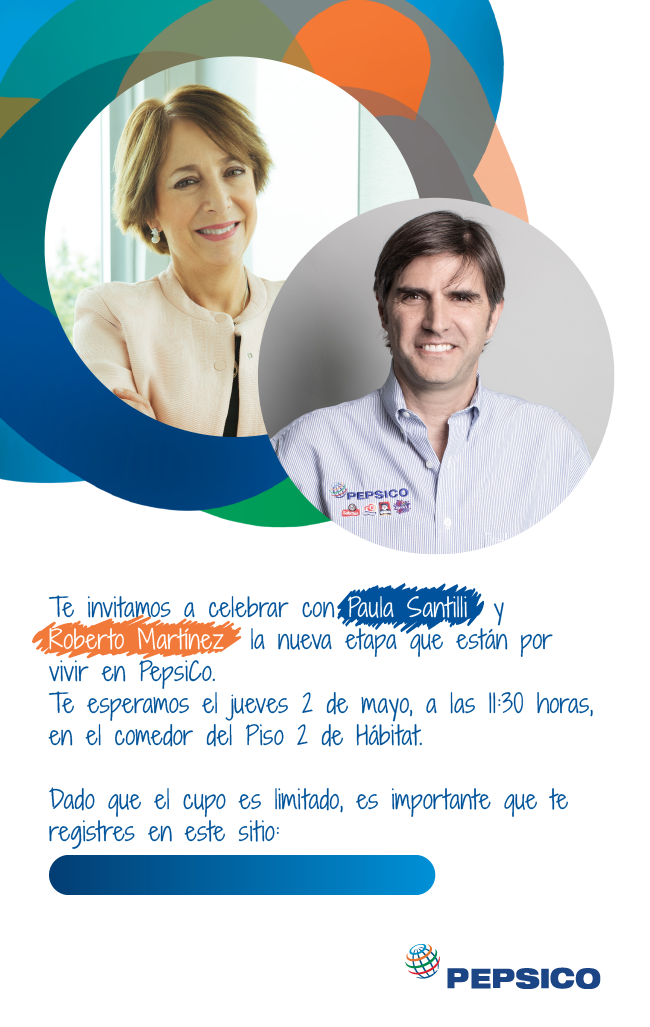 PEPSICO
Te invitamos a celebrar con Paula Santilli y
Roberto Martínez la nueva etapa que están por
vivir en PepsiCo.
Te esperamos el jueves 2 de mayo, a las 11:30 horas,
en el comedor del Piso 2 de Hábitat.
Dado que el cupo es limitado, es importante que te
registres en este sitio:
PEPSICO